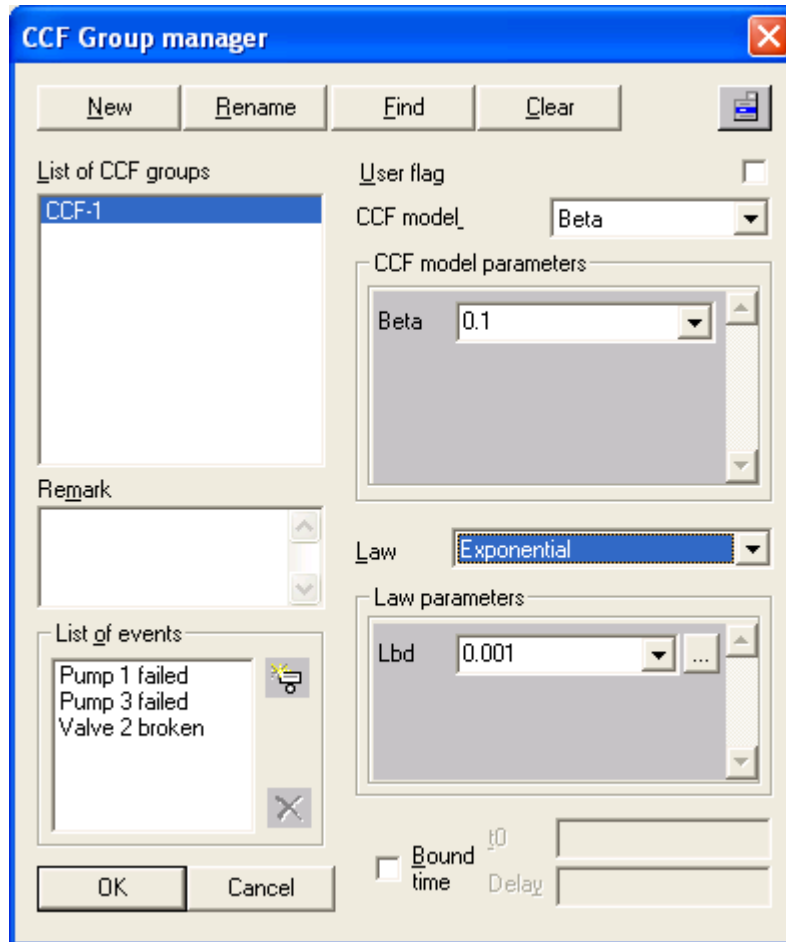 CCF Group manager
New Rename Find Clear
List of CCF groups
CCF-1
User flag
CCF model
Beta
CCF model parameters
Beta 0.1
Remark
Law Exponential
Law parameters
Lbd 0.001 ...
List of events
Pump 1 failed
Pump 3 failed
Valve 2 broken
Bound time
t0
Delay
OK Cancel